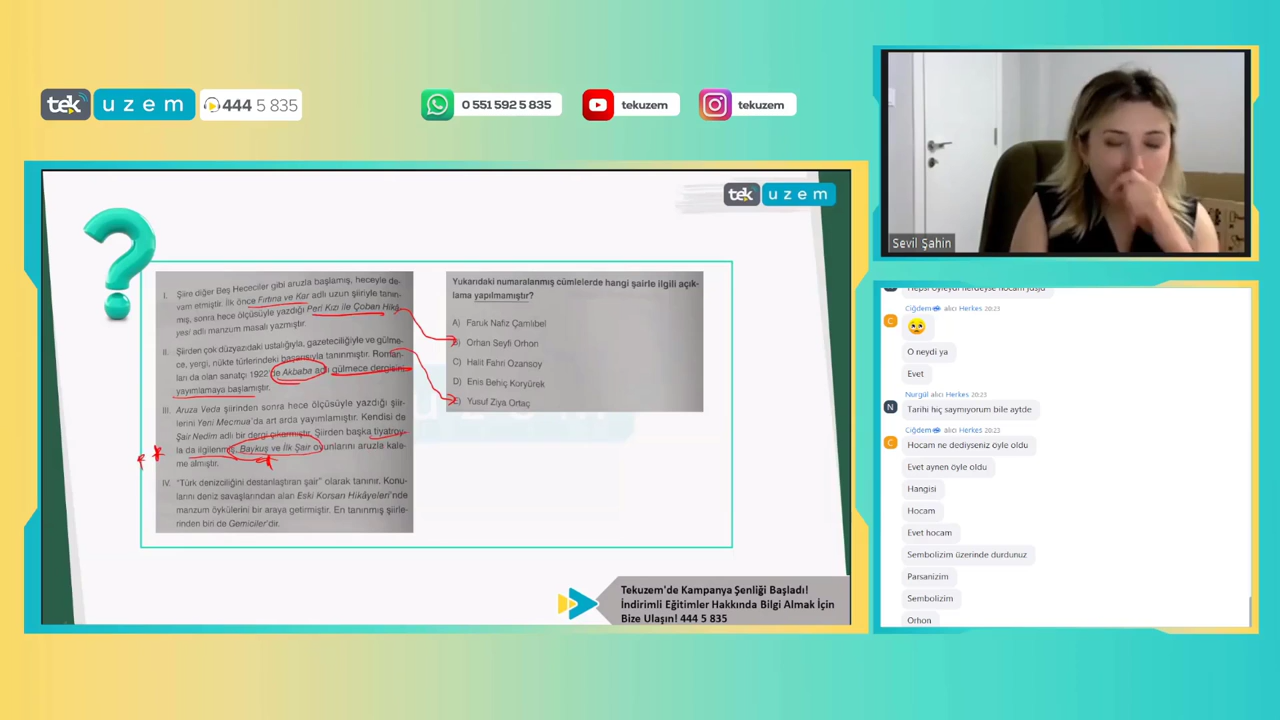 tek uzem 444 5 835
0 551 592 5 835
tekuzem
tekuzem
tek uzem
I. Şiire diğer Beş Hececiler gibi aruzla başlamış, heceyle de-
vam etmiştir. İlk önce Fırtına ve Kar adlı uzun şiiriyle tanın-
mış, sonra hece ölçüsüyle yazdığı Peri Kızı ile Çoban Hikâ-
yesi adlı manzum masalı yazmıştır.
II. Şiirden çok düzyazıdaki ustalığıyla, gazeteciliğiyle ve gülme-
ce, yergi, nükte türlerindeki başarısıyla tanınmıştır. Roman-
ları da olan sanatçı 1922'de Akbaba adlı gülmece dergisini
yayımlamaya başlamıştır.
III. Aruza Veda şiirinden sonra hece ölçüsüyle yazdığı şiir-
lerini Yeni Mecmua'da art arda yayımlamıştır. Kendisi de
Şair Nedim adlı bir dergi çıkarmıştır. Şiirden başka tiyatroy-
la da ilgilenmiş, Baykuş ve İlk Şair oyunlarını aruzla kale-
me almıştır.
IV. "Türk denizciliğini destanlaştıran şair" olarak tanınır. Konu-
larını deniz savaşlarından alan Eski Korsan Hikâyeleri'nde
manzum öykülerini bir araya getirmiştir. En tanınmış şiirle-
rinden biri de Gemiciler'dir.
Yukarıdaki numaralanmış cümlelerde hangi şairle ilgili açık-
lama yapılmamıştır?
A) Faruk Nafiz Çamlıbel
B) Orhan Seyfi Orhon
C) Halit Fahri Ozansoy
D) Enis Behiç Koryürek
E) Yusuf Ziya Ortaç
Tekuzem'de Kampanya Şenliği Başladı!
İndirimli Eğitimler Hakkında Bilgi Almak İçin
Bize Ulaşın! 444 5 835
Sevil Şahin
Çiğdem alıcı Herkes 20:23
C
O neydi ya
Evet
Nurgül alıcı Herkes 20:23
N Tarihi hiç saymıyorum bile aytde
Çiğdem alıcı Herkes 20:23
C Hocam ne dediyseniz öyle oldu
Evet aynen öyle oldu
Hangisi
Hocam
Evet hocam
Sembolizim üzerinde durdunuz
Parsanizim
Sembolizim
Orhon